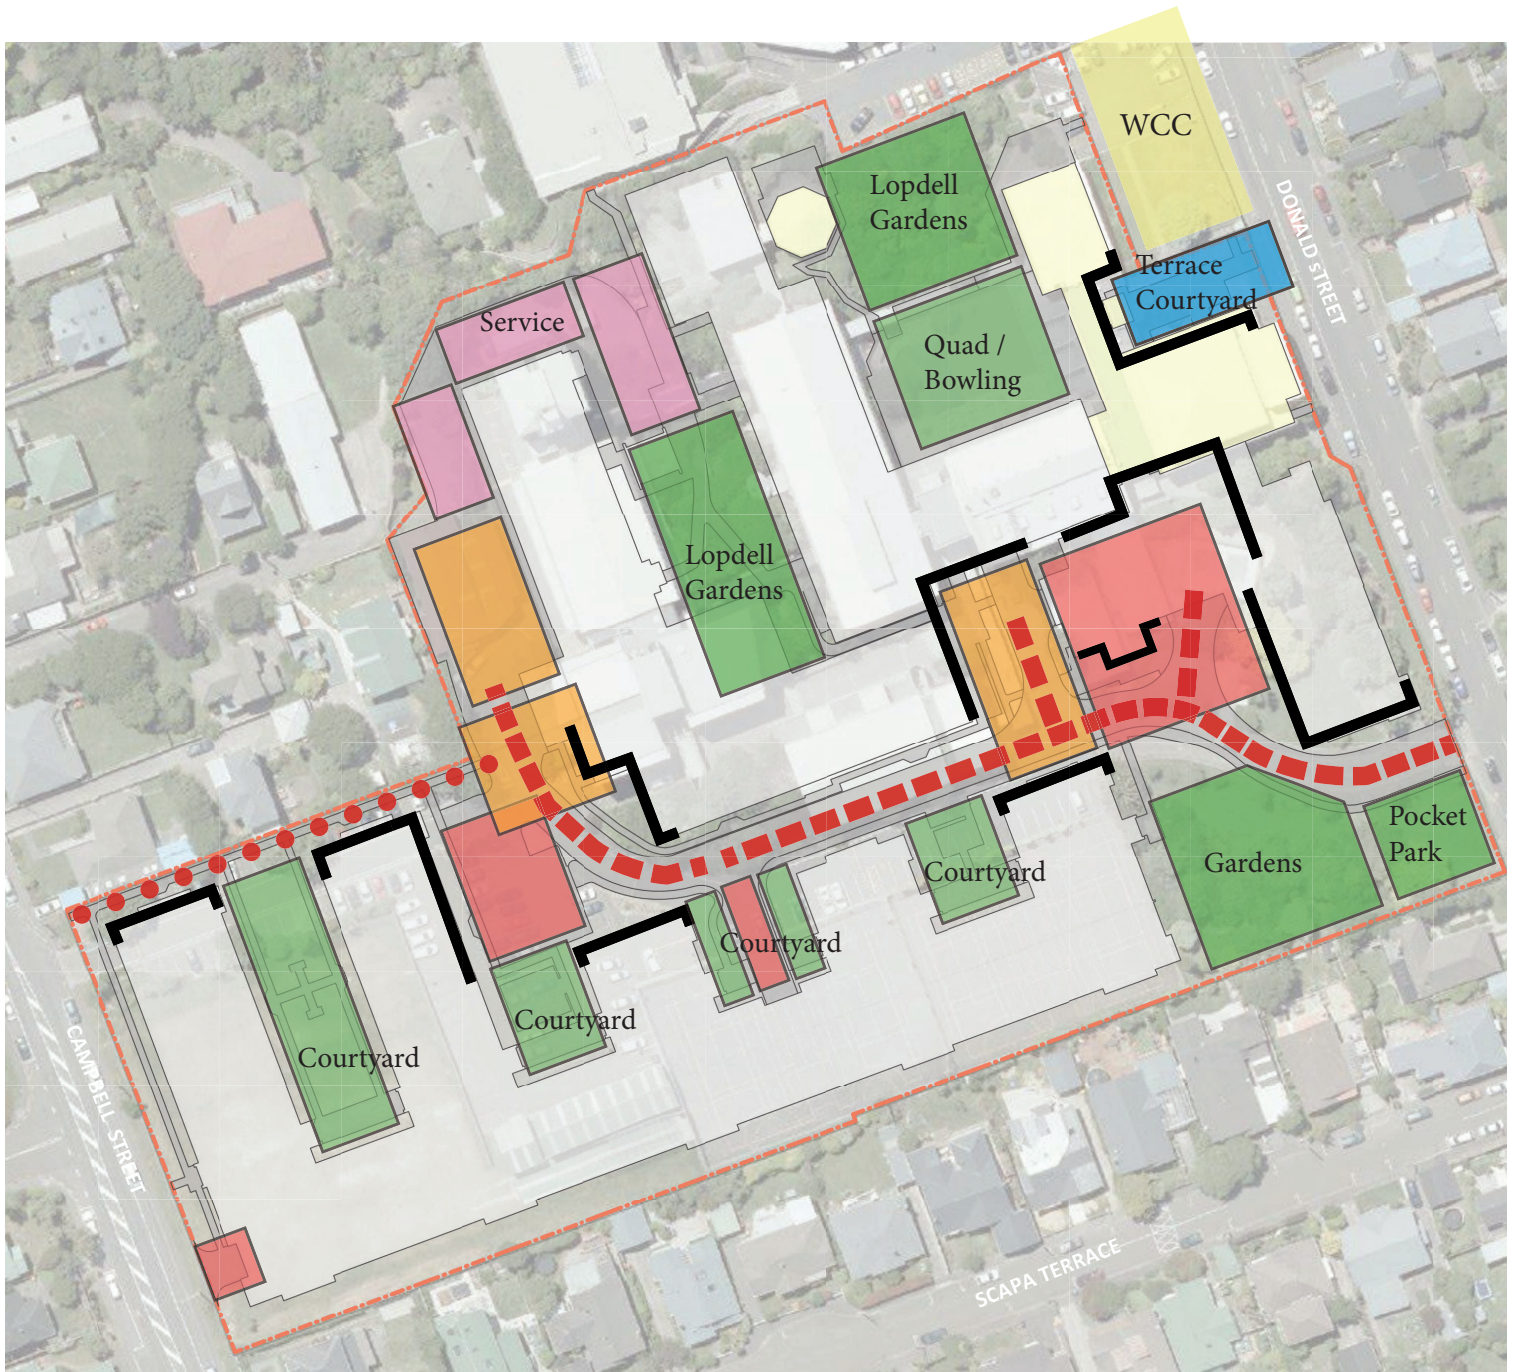 WCC
Lopdell
Gardens
DONALD STREET
Terrace
Courtyard
Service
Quad /
Bowling
Lopdell
Gardens
Pocket
Park
Gardens
Courtyard
Courtyard
Courtyard
Courtyard
CAMPBELL STREET
SCAPA TERRACE